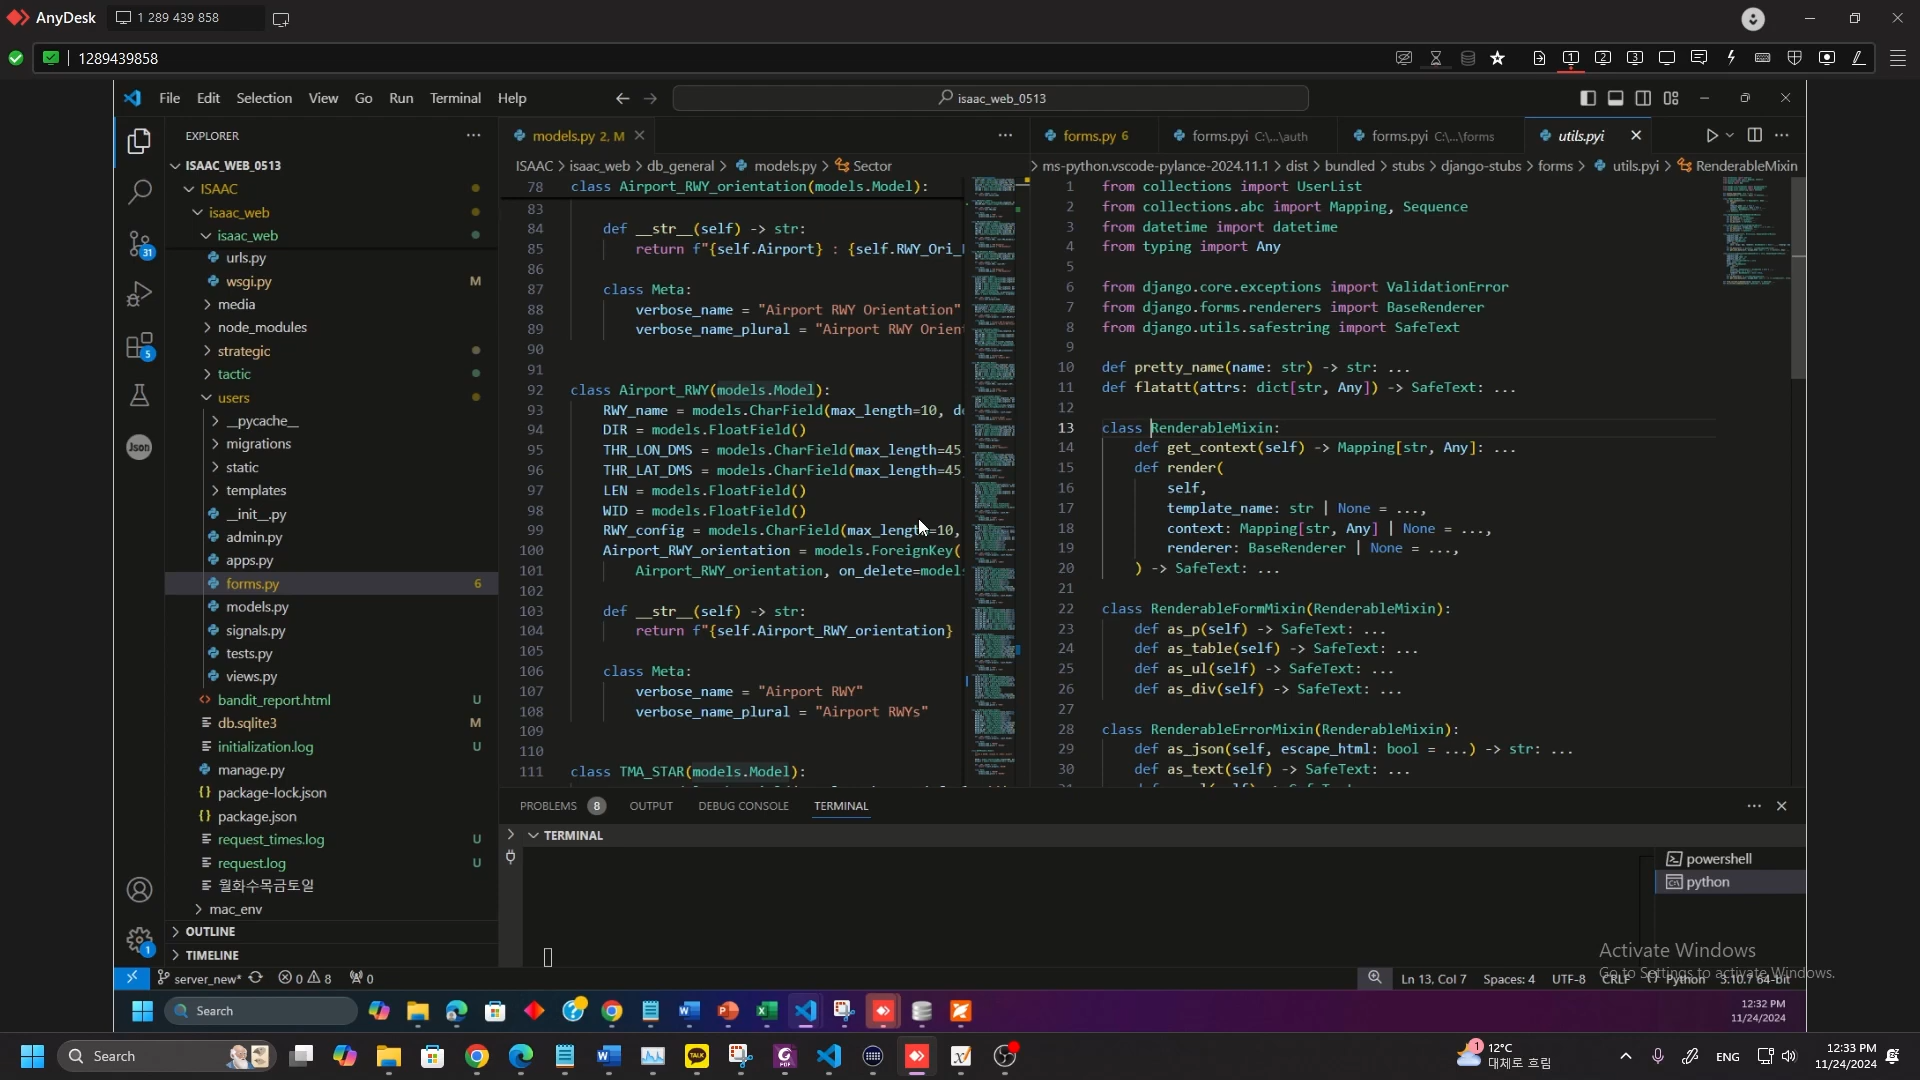 AnyDesk
1 289 439 858
1289439858
File Edit Selection View Go Run Terminal Help
isaac_web_0513
EXPLORER
ISAAC_WEB_0513
ISAAC
isaac_web
isaac_web
urls.py
wsgi.py M
media
node_modules
strategic
tactic
users
__pycache__
migrations
static
templates
__init__.py
admin.py
apps.py
forms.py 6
models.py
signals.py
tests.py
views.py
bandit_report.html U
db.sqlite3 M
initialization.log U
manage.py
package-lock.json
package.json
request_times.log U
request.log U
월화수목금토일
mac_env
OUTLINE
TIMELINE
31
5
Json
1
models.py 2, M
ISAAC > isaac_web > db_general > models.py > Sector
78 class Airport_RWY_orientation(models.Model):
83
84 def __str__(self) -> str:
85 return f"{self.Airport} : {self.RWY_Ori_
86
87 class Meta:
88 verbose_name = "Airport RWY Orientation"
89 verbose_name_plural = "Airport RWY Orient
90
91
92 class Airport_RWY(models.Model):
93 RWY_name = models.CharField(max_length=10, de
94 DIR = models.FloatField()
95 THR_LON_DMS = models.CharField(max_length=45
96 THR_LAT_DMS = models.CharField(max_length=45
97 LEN = models.FloatField()
98 WID = models.FloatField()
99 RWY_config = models.CharField(max_length=10,
100 Airport_RWY_orientation = models.ForeignKey(
101 Airport_RWY_orientation, on_delete=model
102
103 def __str__(self) -> str:
104 return f"{self.Airport_RWY_orientation}
105
106 class Meta:
107 verbose_name = "Airport RWY"
108 verbose_name_plural = "Airport RWYs"
109
110
111 class TMA_STAR(models.Model):
forms.py 6 forms.pyi C:\...\auth forms.pyi C:\...\forms utils.pyi
> ms-python.vscode-pylance-2024.11.1 > dist > bundled > stubs > django-stubs > forms > utils.pyi > RenderableMixin
1 from collections import UserList
2 from collections.abc import Mapping, Sequence
3 from datetime import datetime
4 from typing import Any
5
6 from django.core.exceptions import ValidationError
7 from django.forms.renderers import BaseRenderer
8 from django.utils.safestring import SafeText
9
10 def pretty_name(name: str) -> str: ...
11 def flatatt(attrs: dict[str, Any]) -> SafeText: ...
12
13 class RenderableMixin:
14 def get_context(self) -> Mapping[str, Any]: ...
15 def render(
16 self,
17 template_name: str | None = ...,
18 context: Mapping[str, Any] | None = ...,
19 renderer: BaseRenderer | None = ...,
20 ) -> SafeText: ...
21
22 class RenderableFormMixin(RenderableMixin):
23 def as_p(self) -> SafeText: ...
24 def as_table(self) -> SafeText: ...
25 def as_ul(self) -> SafeText: ...
26 def as_div(self) -> SafeText: ...
27
28 class RenderableErrorMixin(RenderableMixin):
29 def as_json(self, escape_html: bool = ...) -> str: ...
30 def as_text(self) -> SafeText: ...
PROBLEMS 8 OUTPUT DEBUG CONSOLE TERMINAL
TERMINAL
powershell
python
Activate Windows
Go to Settings to activate Windows.
server_new* 0 8 0
Ln 13, Col 7 Spaces: 4 UTF-8 CRLF Python 3.10.7 64-bit
Search
12:32 PM
11/24/2024
Search
1
12°C
대체로 흐림
ENG
12:33 PM
11/24/2024